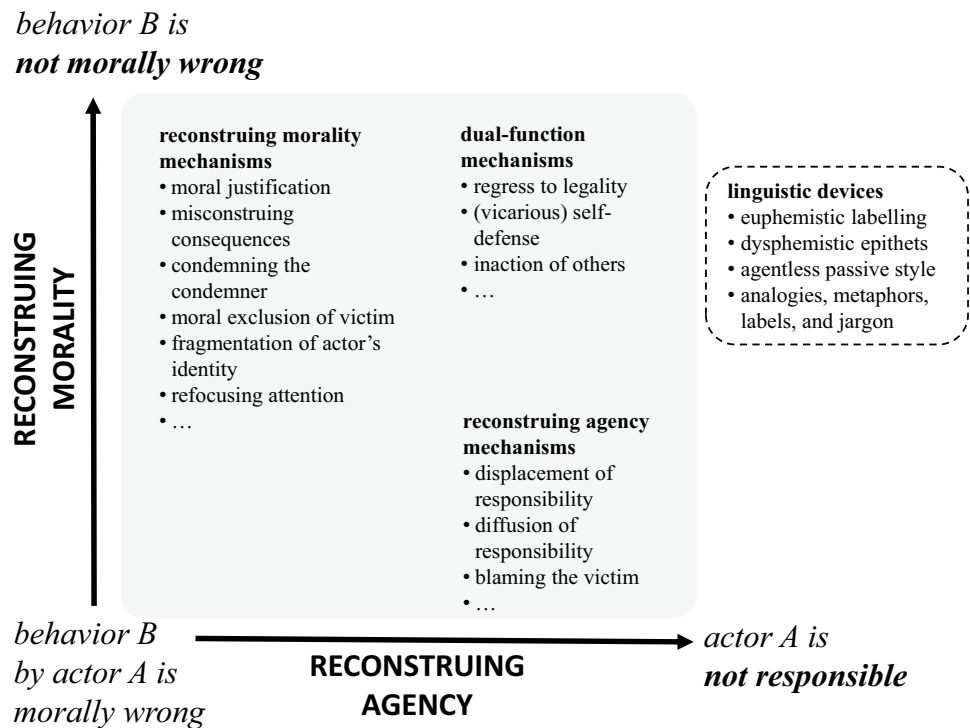 behavior B is
not morally wrong
RECONSTRUING
MORALITY
reconstruing morality
mechanisms
• moral justification
• misconstruing
consequences
• condemning the
condemner
• moral exclusion of victim
• fragmentation of actor’s
identity
• refocusing attention
• …
dual-function
mechanisms
• regress to legality
• (vicarious) self-
defense
• inaction of others
• …
reconstruing agency
mechanisms
• displacement of
responsibility
• diffusion of
responsibility
• blaming the victim
• …
linguistic devices
• euphemistic labelling
• dysphemistic epithets
• agentless passive style
• analogies, metaphors,
labels, and jargon
behavior B
by actor A is
morally wrong
RECONSTRUING
AGENCY
actor A is
not responsible